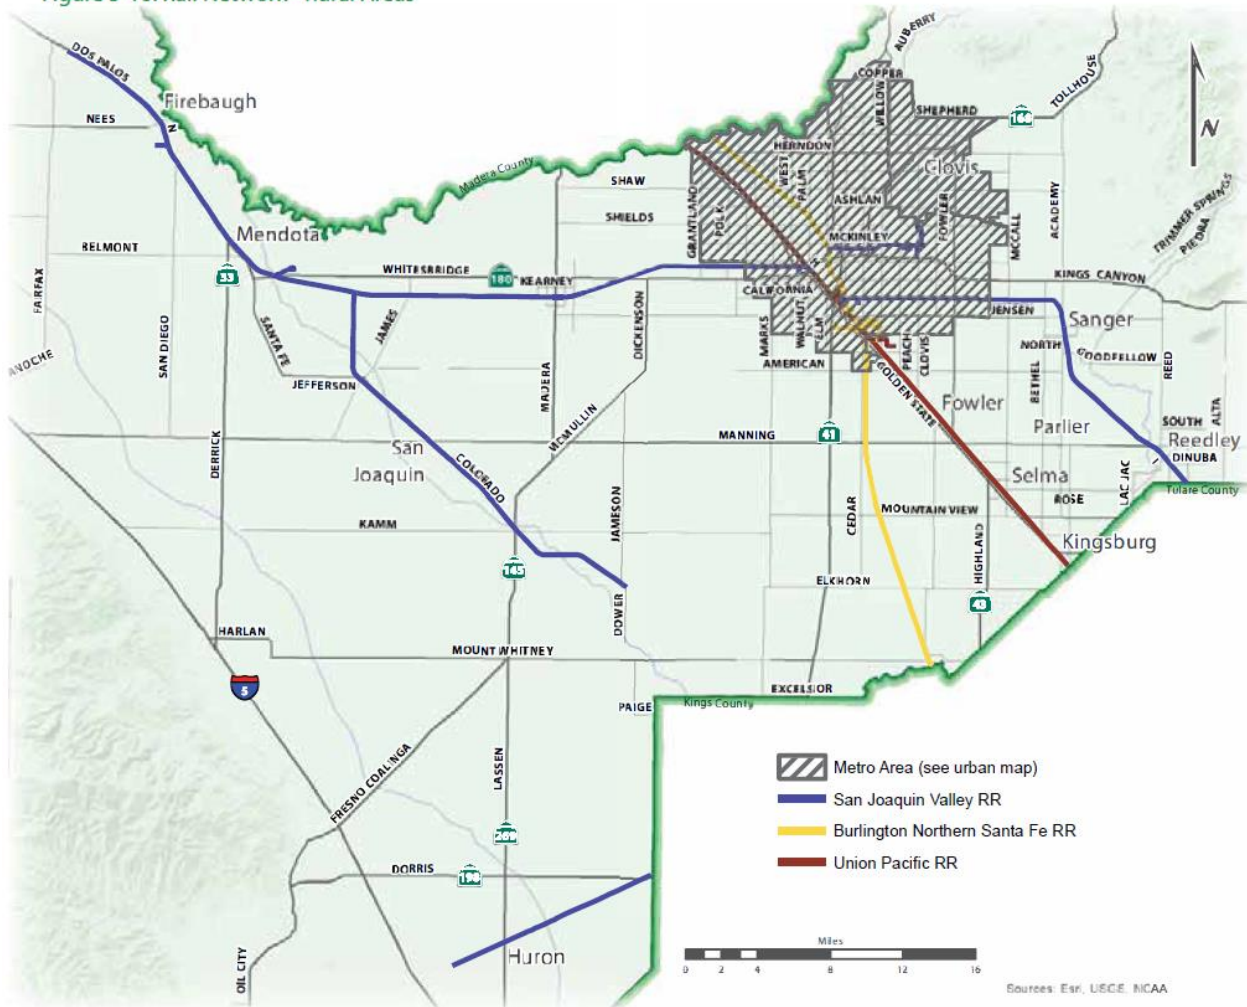 AUBERRY
DOS PALOS
COPPER
WILLOW
TOLLHOUSE
Firebaugh
SHEPHERD
168
NEES
N
N
HERNDON
WEST
PALM
Clovis
Madera County
SHAW
ASHLAN
FOWLER
ACADEMY
TRIMMER SPRINGS
PIEDRA
SHIELDS
GRANTLAND
POLK
MCKINLEY
MCCALL
Mendota
BELMONT
FAIRFAX
33
WHITESBRIDGE
180
KEARNEY
H
KINGS CANYON
CALIFORNIA
JENSEN
Sanger
SAN DIEGO
SANTA FE
JAMES
DICKENSON
MARKS
WALNUT
ELM
PEACH
CLOVIS
NORTH
GOODFELLOW
REED
ANOCHE
JEFFERSON
MADERA
AMERICAN
GOLDEN STATE
BETHEL
Fowler
ALTA
MCMULLIN
MANNING
41
Parlier
SOUTH
Reedley
DINUBA
I
DERRICK
San
Joaquin
COLORADO
Selma
LAC JAC
Tulare County
ROSE
KAMM
JAMESON
CEDAR
MOUNTAIN VIEW
Kingsburg
145
ELKHORN
HIGHLAND
43
DOWER
HARLAN
MOUNT WHITNEY
5
EXCELSIOR
PAIGE
Kings County
FRESNO COALINGA
LASSEN
269
Metro Area (see urban map)
San Joaquin Valley RR
Burlington Northern Santa Fe RR
Union Pacific RR
DORRIS
198
OIL CITY
Huron
Miles
0 2 4 8 12 16
Sources: Esri, USGS, NCAA